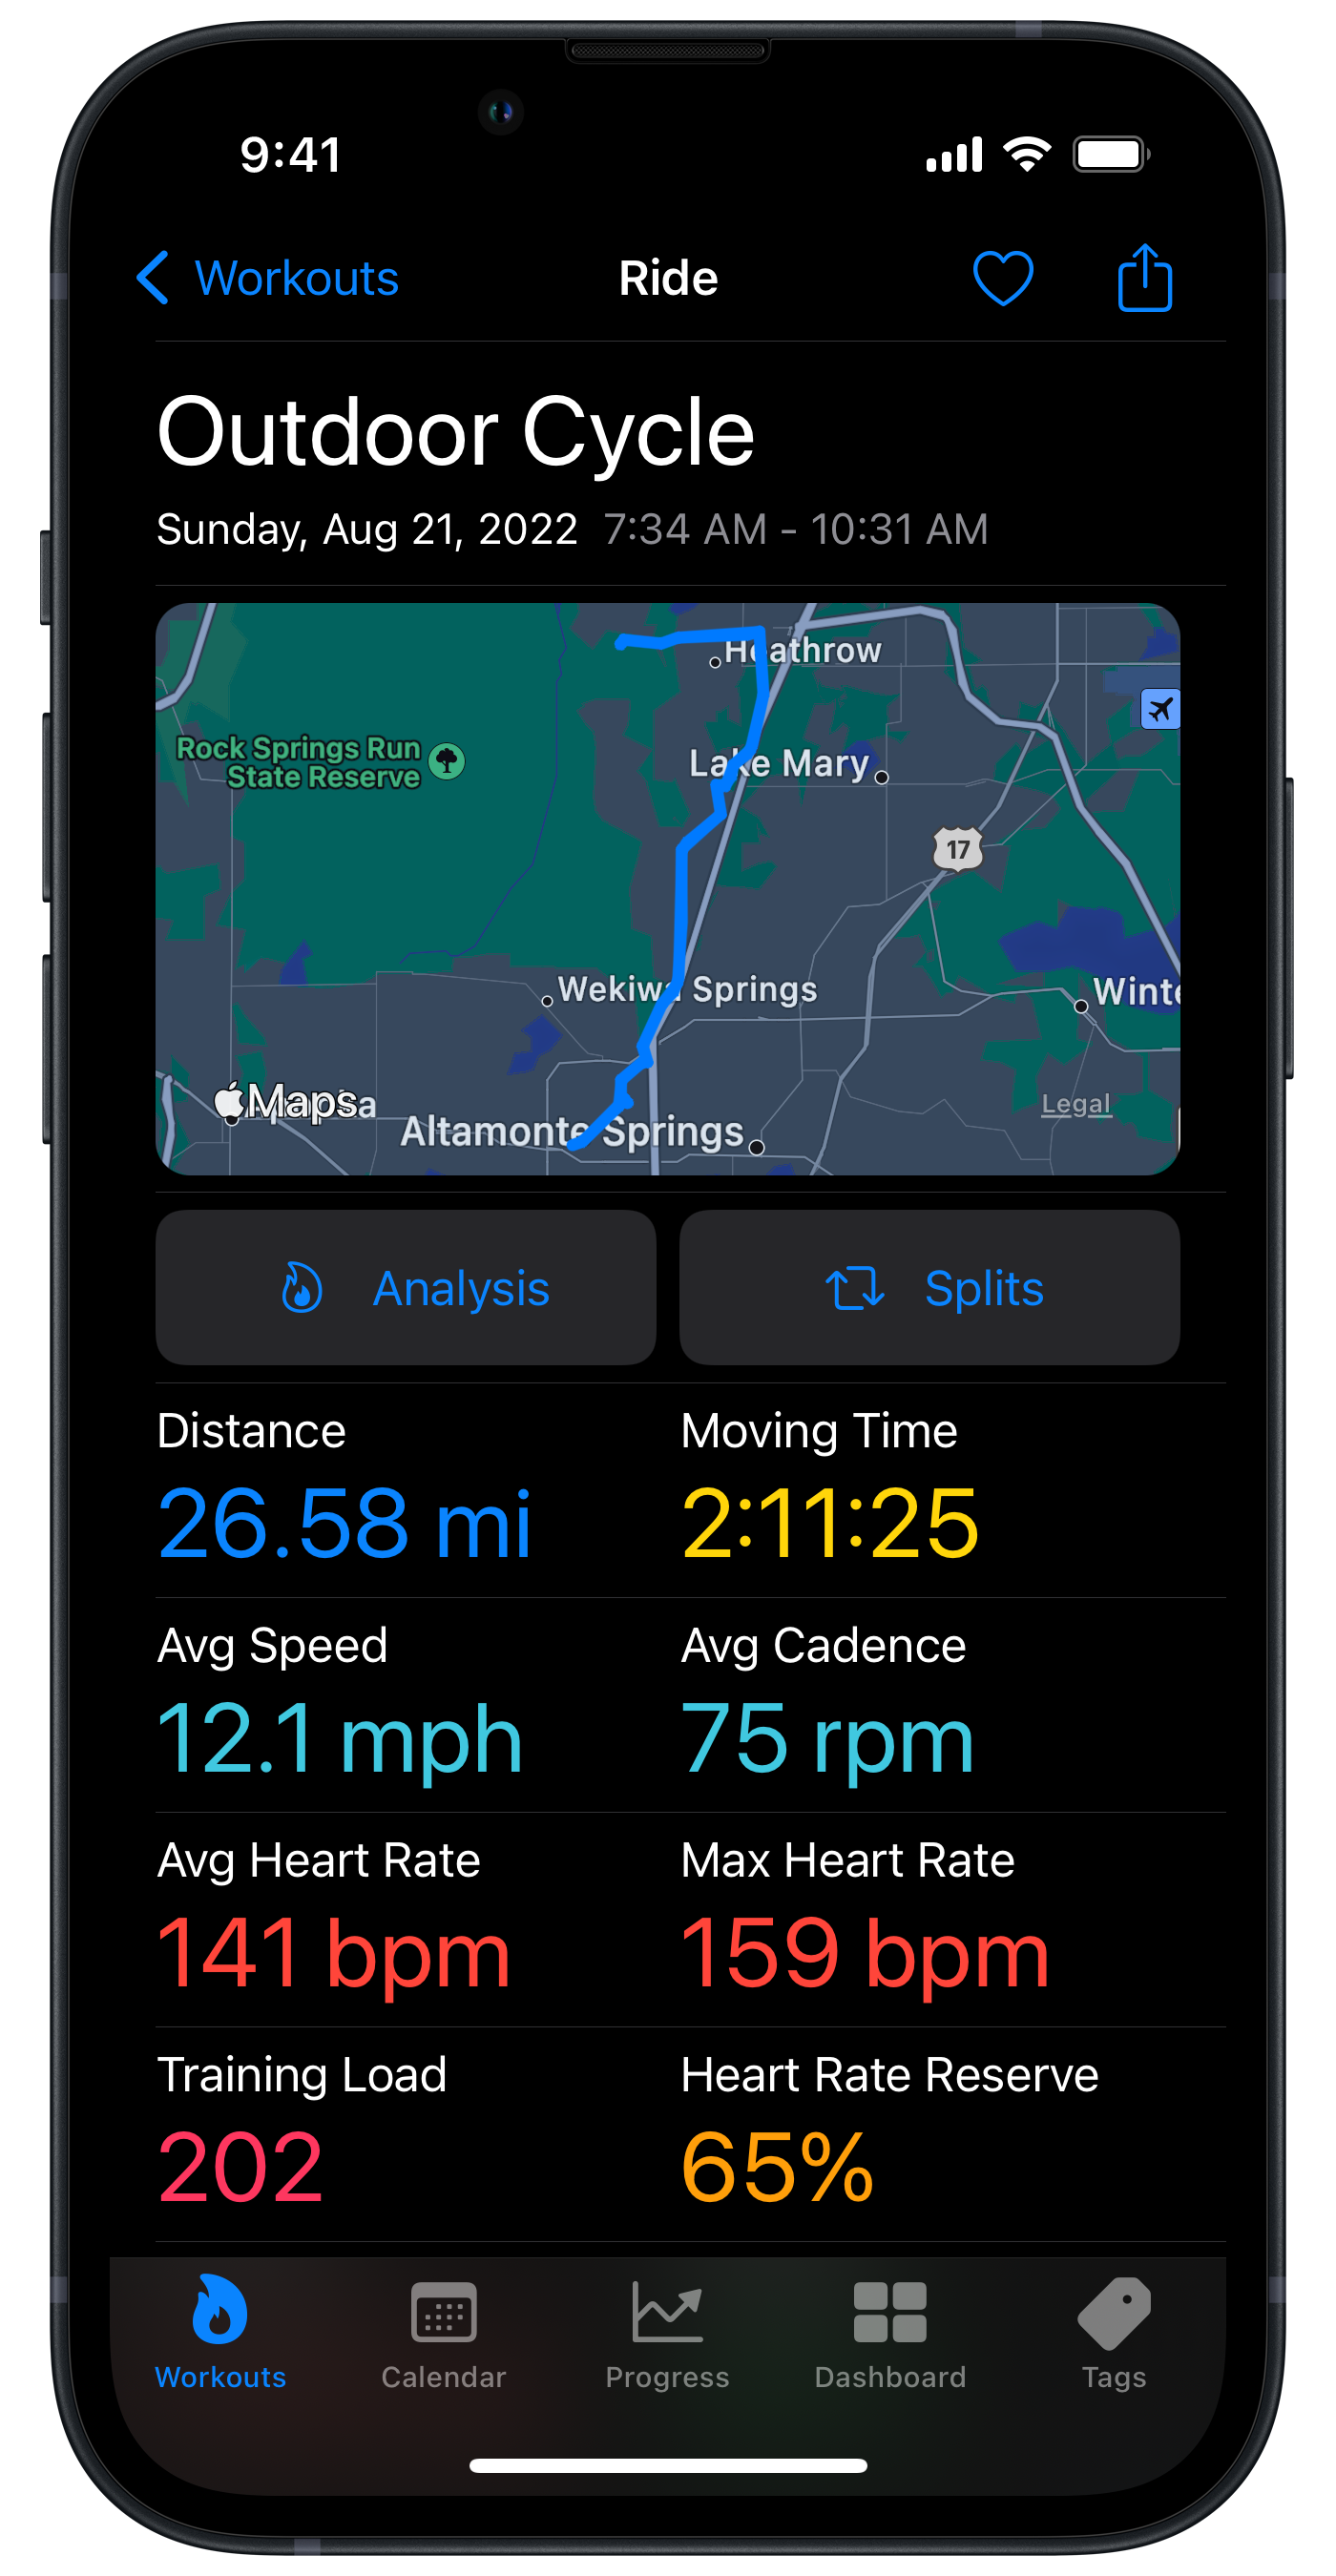 9:41
Workouts
Ride
Outdoor Cycle
Sunday, Aug 21, 2022 7:34 AM - 10:31 AM
Heathrow
Rock Springs Run
State Reserve
Lake Mary
17
Wekiwa Springs
Winte
Maps
Legal
Altamonte Springs
Analysis
Splits
Distance
Moving Time
26.58 mi
2:11:25
Avg Speed
Avg Cadence
12.1 mph
75 rpm
Avg Heart Rate
Max Heart Rate
141 bpm
159 bpm
Training Load
Heart Rate Reserve
202
65%
Workouts
Calendar
Progress
Dashboard
Tags